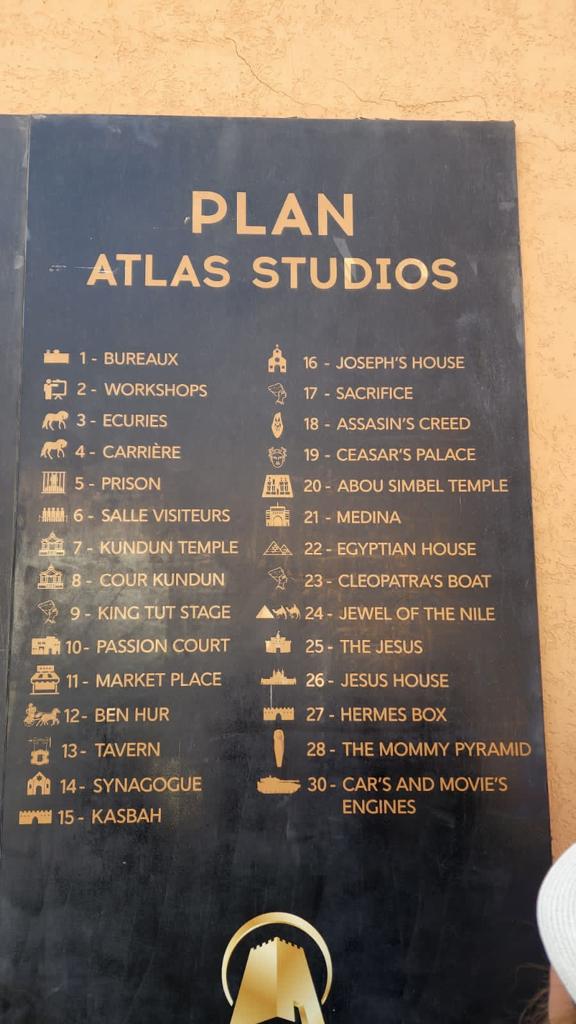 PLAN
ATLAS STUDIOS
1 - BUREAUX
2 - WORKSHOPS
3 - ECURIES
4 - CARRIÈRE
5 - PRISON
6 - SALLE VISITEURS
7 - KUNDUN TEMPLE
8 - COUR KUNDUN
9 - KING TUT STAGE
10 - PASSION COURT
11 - MARKET PLACE
12 - BEN HUR
13 - TAVERN
14 - SYNAGOGUE
15 - KASBAH
16 - JOSEPH'S HOUSE
17 - SACRIFICE
18 - ASSASIN'S CREED
19 - CEASAR'S PALACE
20 - ABOU SIMBEL TEMPLE
21 - MEDINA
22 - EGYPTIAN HOUSE
23 - CLEOPATRA'S BOAT
24 - JEWEL OF THE NILE
25 - THE JESUS
26 - JESUS HOUSE
27 - HERMES BOX
28 - THE MOMMY PYRAMID
30 - CAR'S AND MOVIE'S
ENGINES